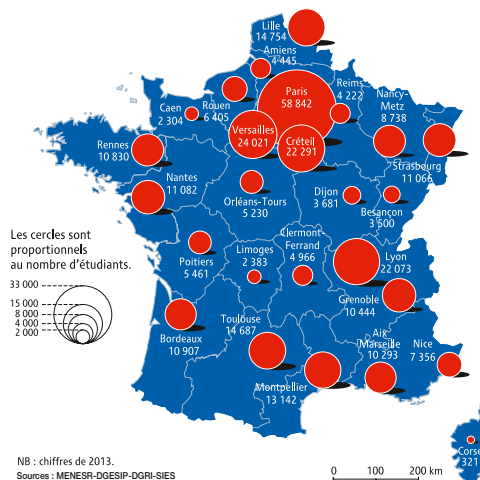 Lille
14 754
Amiens
4 445
Rouen
6 405
Caen
2 304
Paris
58 842
Reims
4 222
Nancy-
Metz
8 738
Versailles
24 021
Créteil
22 291
Strasbourg
11 066
Rennes
10 830
Nantes
11 082
Orléans-Tours
5 230
Dijon
3 681
Besançon
3 500
Poitiers
5 461
Limoges
2 383
Clermont-
Ferrand
4 966
Lyon
22 073
Grenoble
10 444
Bordeaux
10 907
Toulouse
14 687
Montpellier
13 142
Aix
Marseille
10 293
Nice
7 356
Corse
321
Les cercles sont
proportionnels
au nombre d'étudiants.
33 000
15 000
8 000
4 000
2 000
NB : chiffres de 2013.
Sources : MENESR-DGESIP-DGRI-SIES
0 100 200 km